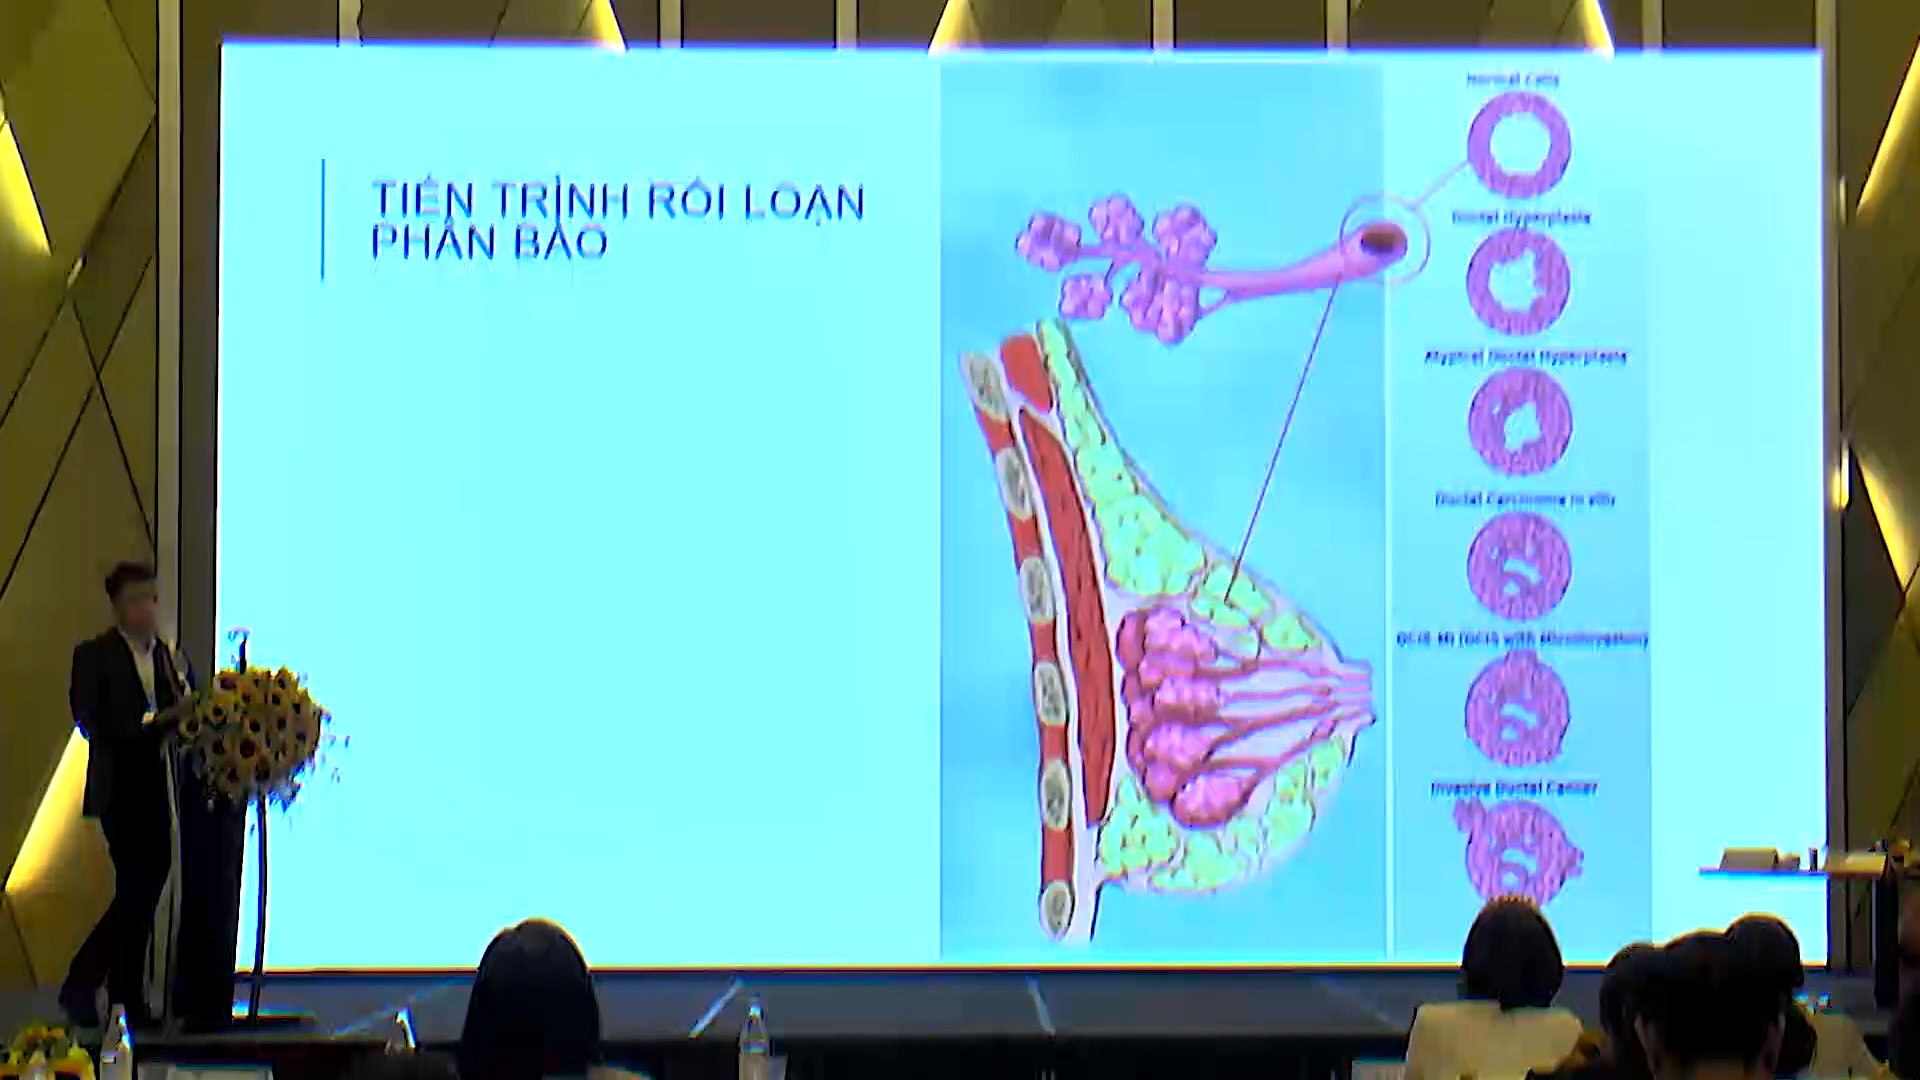 TIẾN TRÌNH RỐI LOẠN
PHÂN BÀO
Normal Cells
Ductal Hyperplasia
Atypical Ductal Hyperplasia
Ductal Carcinoma in situ
DCIS-MI (DCIS with Microinvasion)
Invasive Ductal Cancer